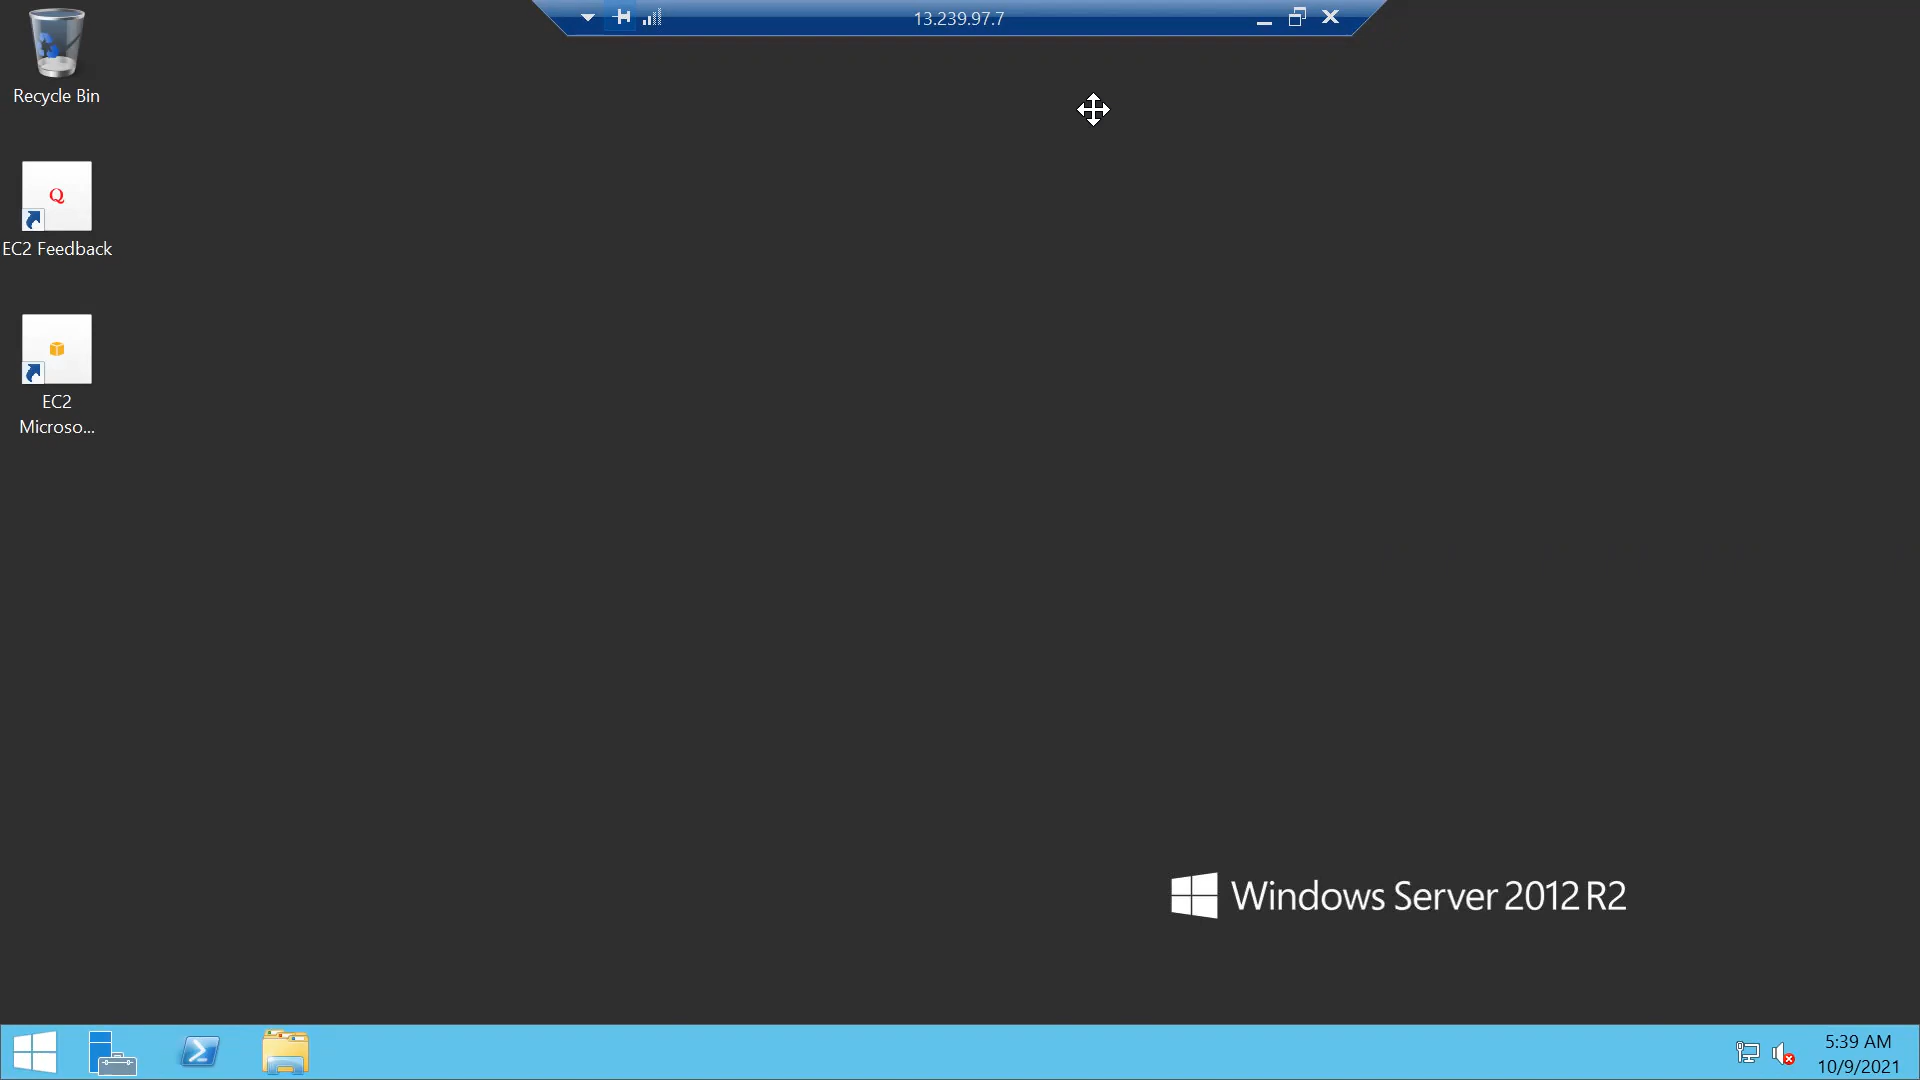 13.239.97.7
Recycle Bin
Q
EC2 Feedback
EC2
Microso...
Windows Server 2012 R2
5:39 AM
10/9/2021